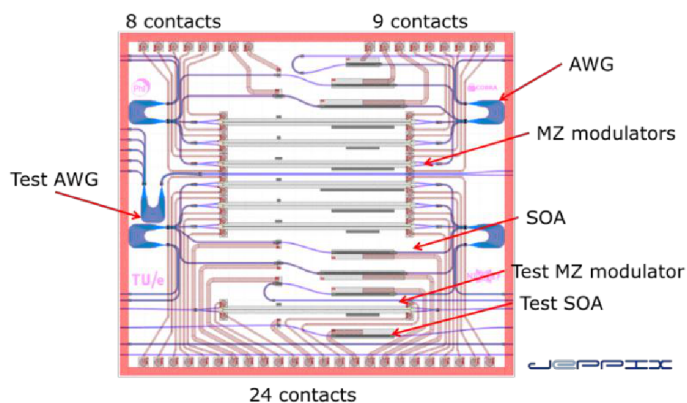 8 contacts
9 contacts
AWG
MZ modulators
Test AWG
SOA
TU/e
Test MZ modulator
Test SOA
JePPIX
24 contacts